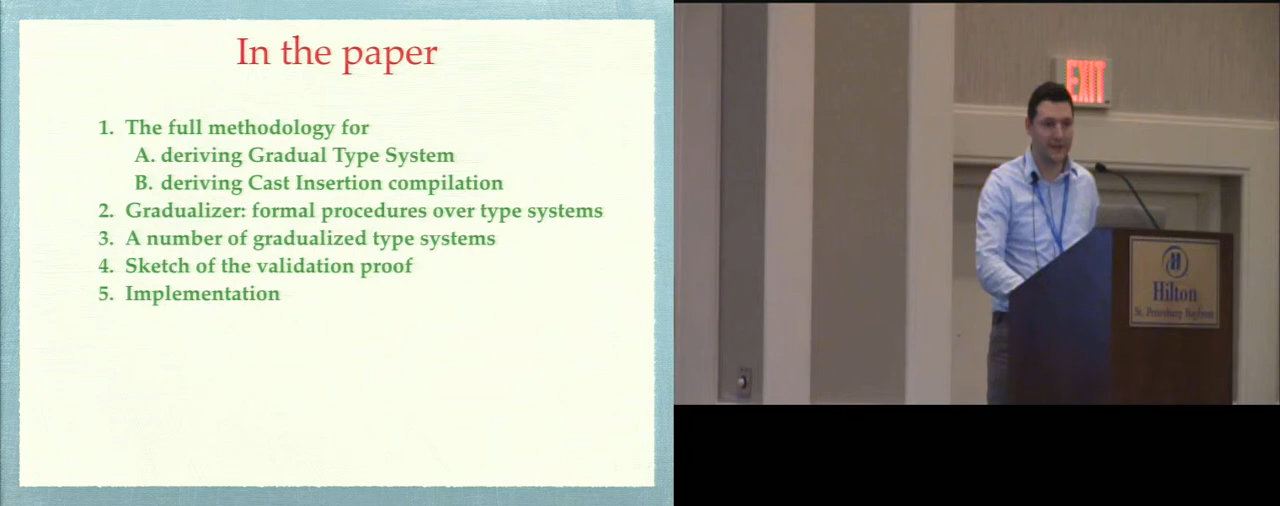 In the paper
1. The full methodology for
A. deriving Gradual Type System
B. deriving Cast Insertion compilation
2. Gradualizer: formal procedures over type systems
3. A number of gradualized type systems
4. Sketch of the validation proof
5. Implementation
EXIT
Hilton
St. Petersburg Bayfront